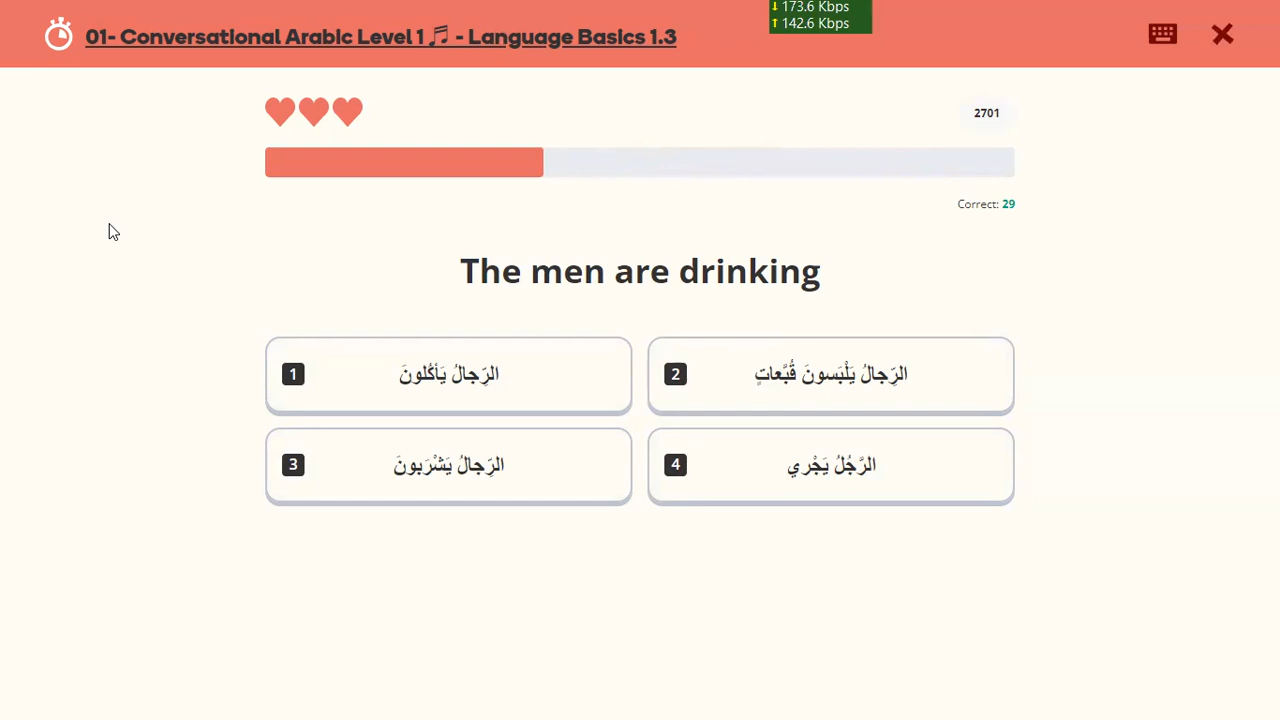 ↓ 173.6 Kbps
↑ 142.6 Kbps
01- Conversational Arabic Level 1 🎵 - Language Basics 1.3
2701
Correct: 29
The men are drinking
1 الرِّجالُ يَأكُلونَ
2 الرِّجالُ يَلْبَسونَ قُبَّعاتٍ
3 الرِّجالُ يَشْرَبونَ
4 الرَّجُلُ يَجْري